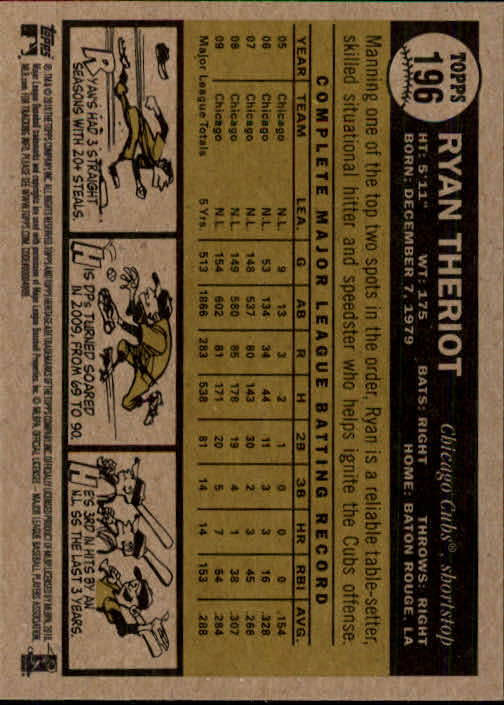 TOPPS
196
RYAN THERIOT
Chicago Cubs®, shortstop
HT: 5'11" WT: 175 BATS: RIGHT THROWS: RIGHT
BORN: DECEMBER 7, 1979 HOME: BATON ROUGE, LA
Manning one of the top two spots in the order, Ryan is a reliable table-setter,
skilled situational hitter and speedster who helps ignite the Cubs offense.
COMPLETE MAJOR LEAGUE BATTING RECORD
YEAR TEAM LEA. G AB R H 2B 3B HR RBI AVG.
05 Chicago N.L. 9 13 3 2 1 0 0 0 .154
06 Chicago N.L. 53 134 34 44 11 3 3 16 .328
07 Chicago N.L. 148 537 80 143 30 2 3 45 .266
08 Chicago N.L. 149 580 85 178 19 4 1 38 .307
09 Chicago N.L. 154 602 81 171 20 5 7 54 .284
Major League Totals 5 Yrs. 513 1866 283 538 81 14 14 153 .288
RYAN'S HAD 3 STRAIGHT
SEASONS WITH 20+ STEALS.
HIS DPs TURNED SOARED
IN 2009, FROM 69 TO 90.
HE'S 3RD IN HITS BY AN
N.L. SS THE LAST 3 YEARS.
TOPPS